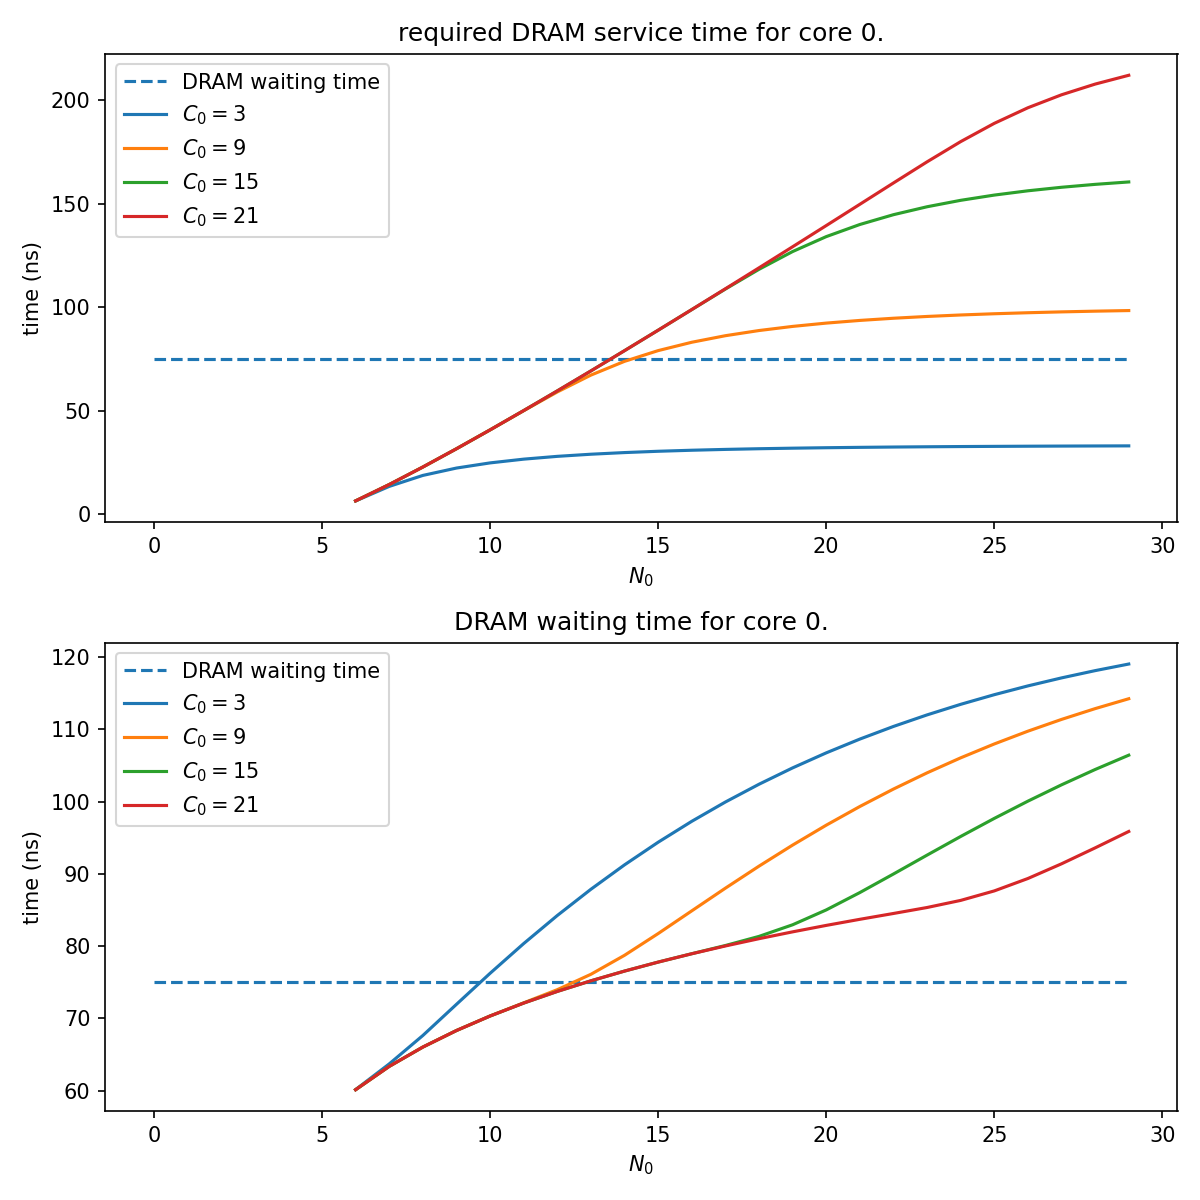 required DRAM service time for core 0.
DRAM waiting time
C₀ = 3
C₀ = 9
C₀ = 15
C₀ = 21
time (ns)
200
150
100
50
0
0 5 10 15 20 25 30
N₀
DRAM waiting time for core 0.
DRAM waiting time
C₀ = 3
C₀ = 9
C₀ = 15
C₀ = 21
time (ns)
120
110
100
90
80
70
60
0 5 10 15 20 25 30
N₀